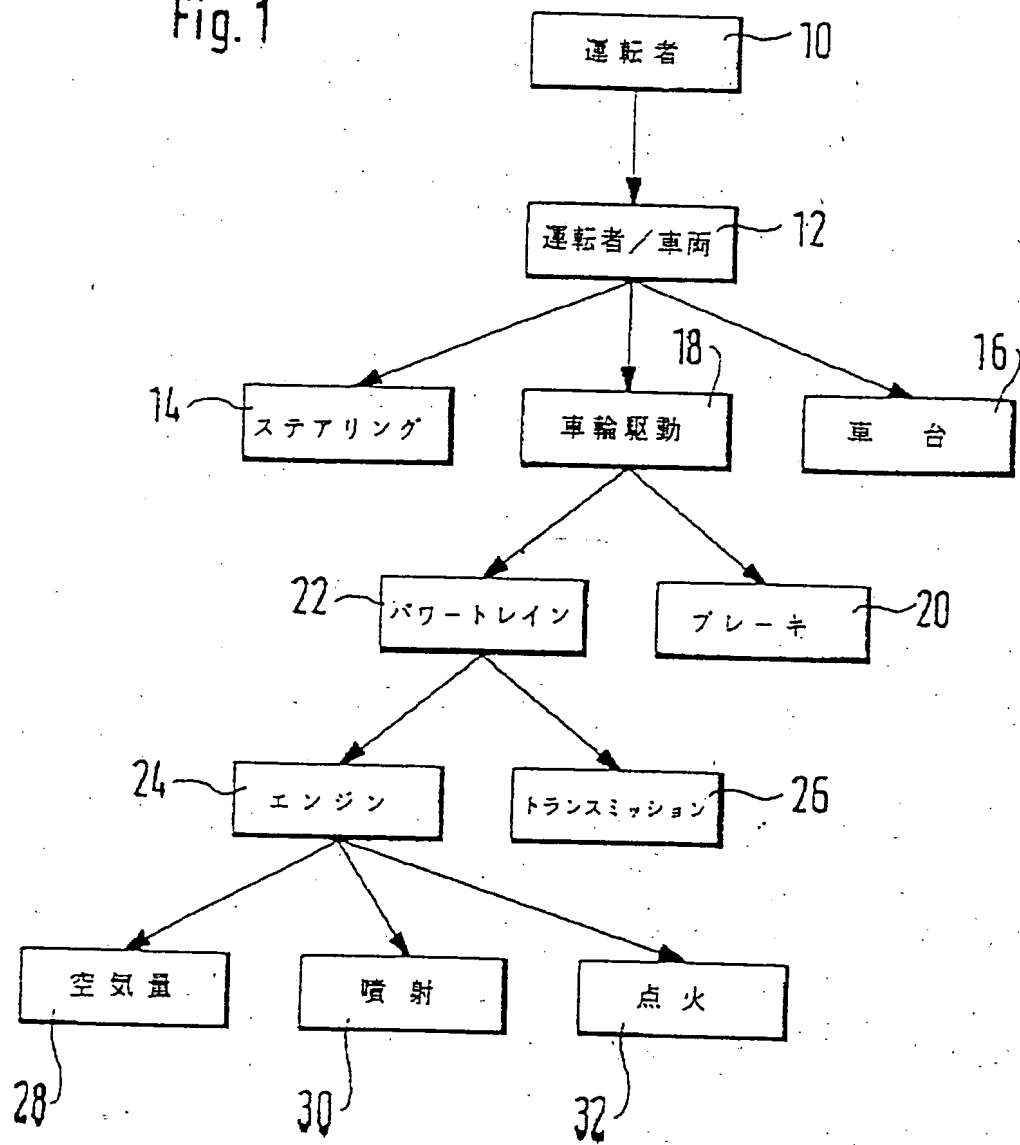 Fig. 1
運転者
10
運転者/車両
12
18
16
14
ステアリング
車輪駆動
車台
22
パワートレイン
ブレーキ
20
24
エンジン
トランスミッション
26
空気量
噴射
点火
28
30
32